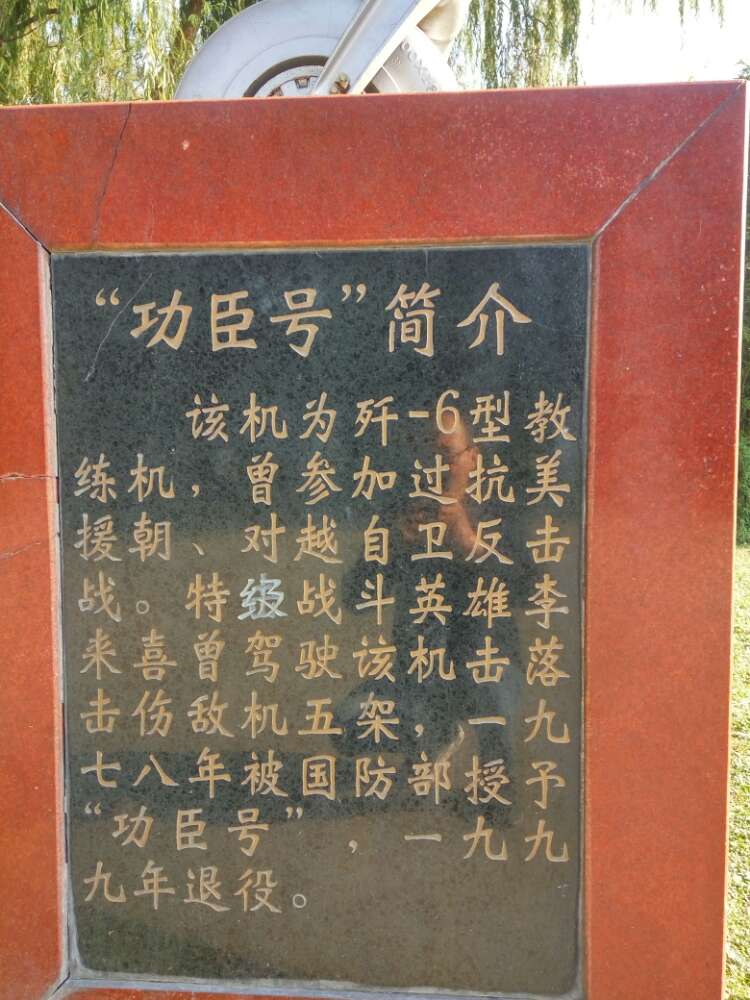 “功臣号”简介
该机为歼-6型教
练机，曾参加过抗美
援朝、对越自卫反击
战。特级战斗英雄李
来喜曾驾驶该机击落
击伤敌机五架，一九
七八年被国防部授予
“功臣号”，一九九
九年退役。